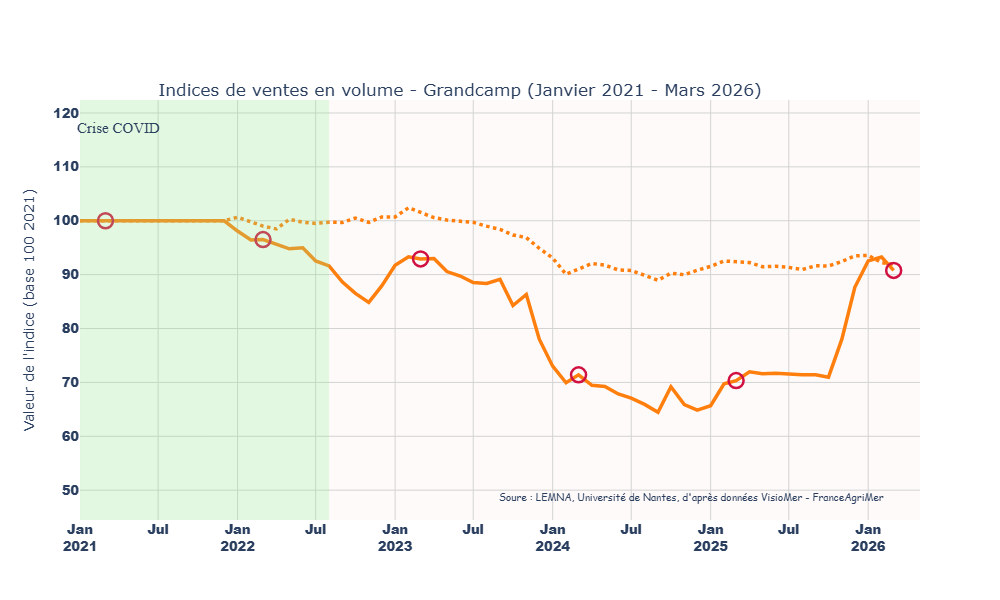 Indices de ventes en volume - Grandcamp (Janvier 2021 - Mars 2026)
120
Crise COVID
110
100
90
80
70
60
50
Valeur de l'indice (base 100 2021)
Soure : LEMNA, Université de Nantes, d'après données VisioMer - FranceAgriMer
Jan Jul Jan Jul Jan Jul Jan Jul Jan Jul Jan
2021 2022 2023 2024 2025 2026